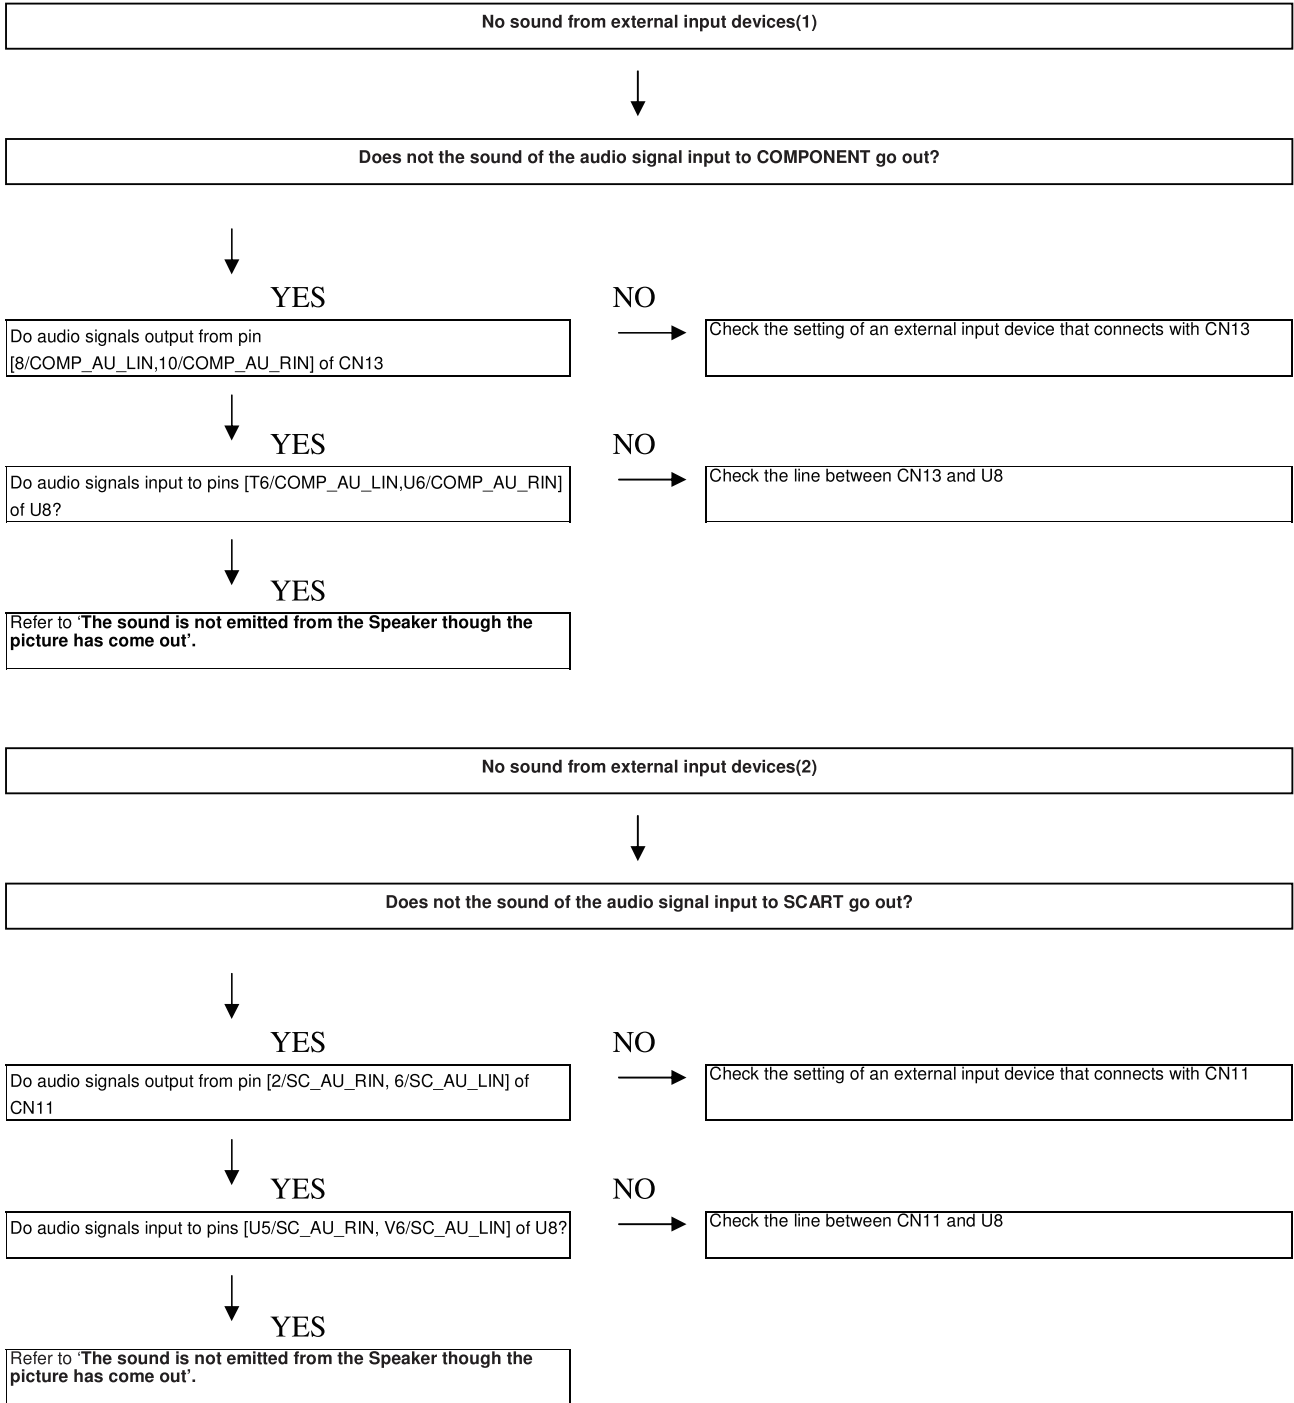 No sound from external input devices(1)
Does not the sound of the audio signal input to COMPONENT go out?
YES
NO
Do audio signals output from pin
[8/COMP_AU_LIN,10/COMP_AU_RIN] of CN13
Check the setting of an external input device that connects with CN13
YES
NO
Do audio signals input to pins [T6/COMP_AU_LIN,U6/COMP_AU_RIN]
of U8?
Check the line between CN13 and U8
YES
Refer to ‘The sound is not emitted from the Speaker though the
picture has come out’.
No sound from external input devices(2)
Does not the sound of the audio signal input to SCART go out?
YES
NO
Do audio signals output from pin [2/SC_AU_RIN, 6/SC_AU_LIN] of
CN11
Check the setting of an external input device that connects with CN11
YES
NO
Do audio signals input to pins [U5/SC_AU_RIN, V6/SC_AU_LIN] of U8?
Check the line between CN11 and U8
YES
Refer to ‘The sound is not emitted from the Speaker though the
picture has come out’.